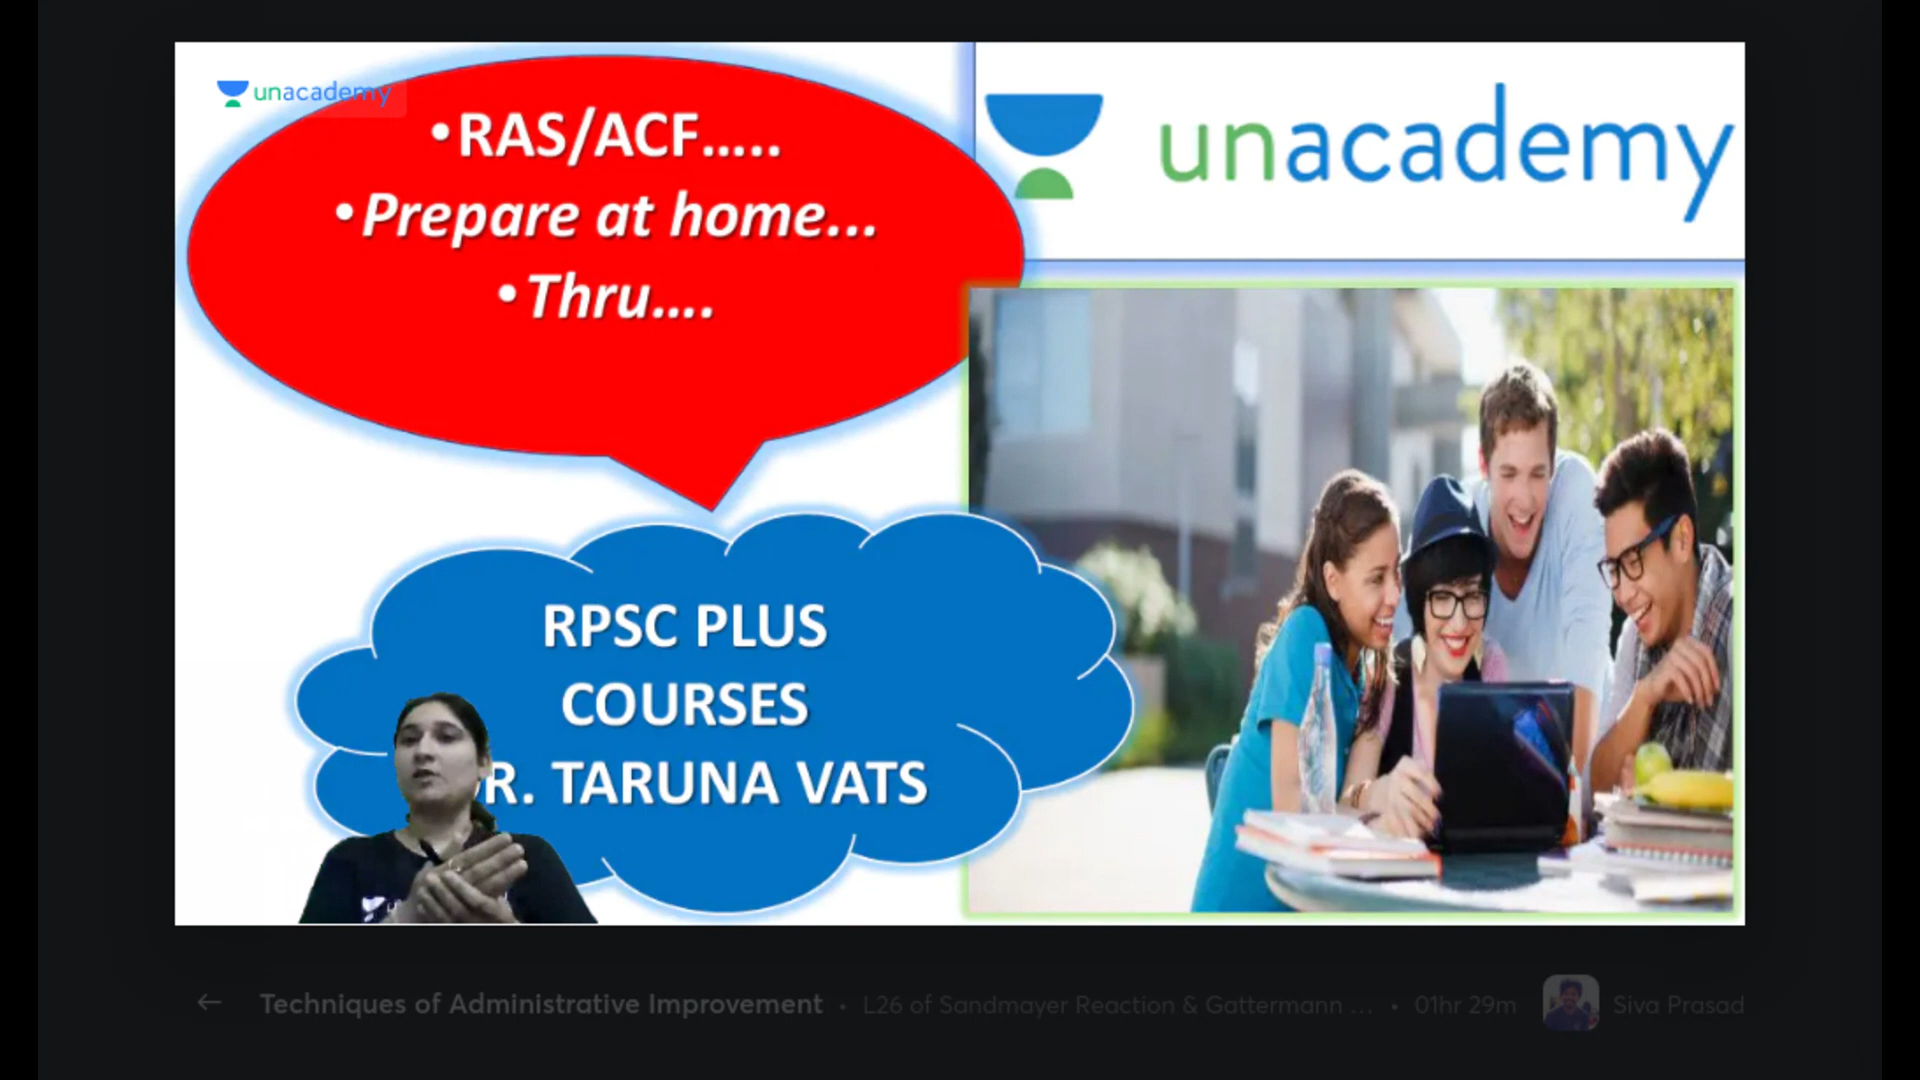 unacademy
•RAS/ACF.....
•Prepare at home...
•Thru....
unacademy
RPSC PLUS
COURSES
R. TARUNA VATS
Techniques of Administrative Improvement • L26 of Sandmayer Reaction & Gattermann ... • 01hr 29m Siva Prasad